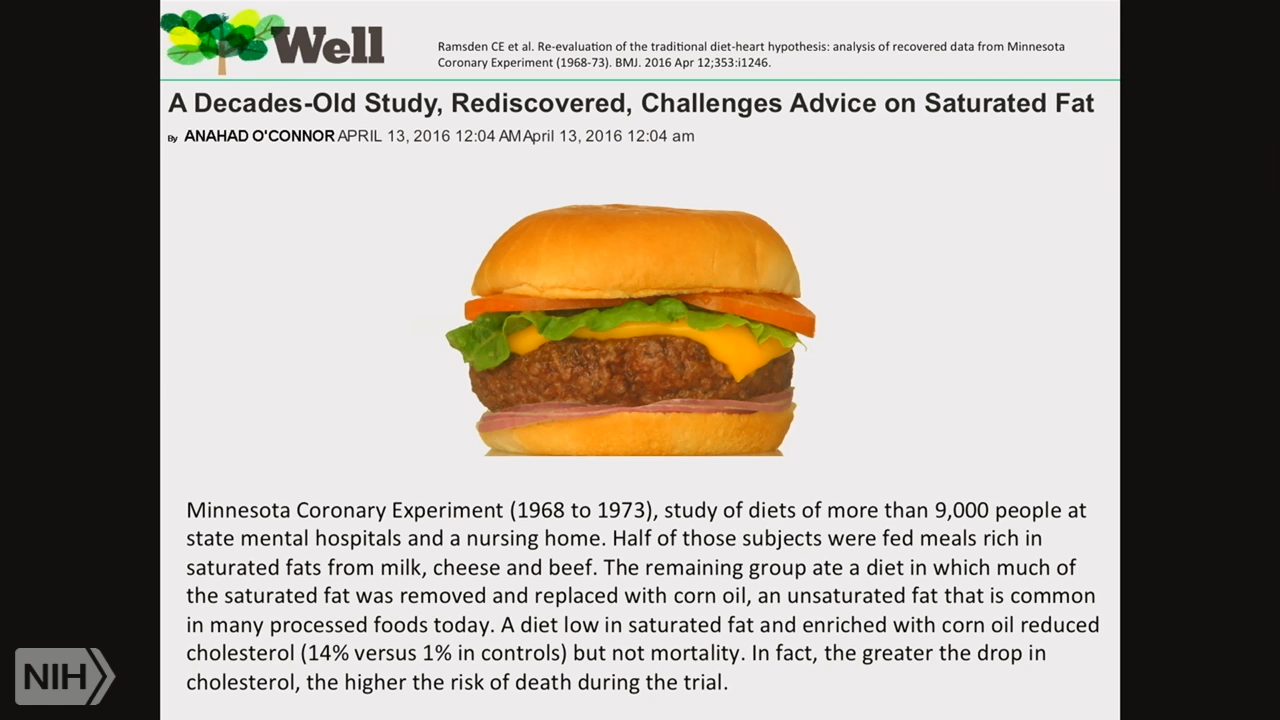 Well
Ramsden CE et al. Re-evaluation of the traditional diet-heart hypothesis: analysis of recovered data from Minnesota
Coronary Experiment (1968-73). BMJ. 2016 Apr 12;353:i1246.
A Decades-Old Study, Rediscovered, Challenges Advice on Saturated Fat
By ANAHAD O'CONNOR APRIL 13, 2016 12:04 AMApril 13, 2016 12:04 am
Minnesota Coronary Experiment (1968 to 1973), study of diets of more than 9,000 people at
state mental hospitals and a nursing home. Half of those subjects were fed meals rich in
saturated fats from milk, cheese and beef. The remaining group ate a diet in which much of
the saturated fat was removed and replaced with corn oil, an unsaturated fat that is common
in many processed foods today. A diet low in saturated fat and enriched with corn oil reduced
cholesterol (14% versus 1% in controls) but not mortality. In fact, the greater the drop in
cholesterol, the higher the risk of death during the trial.
NIH